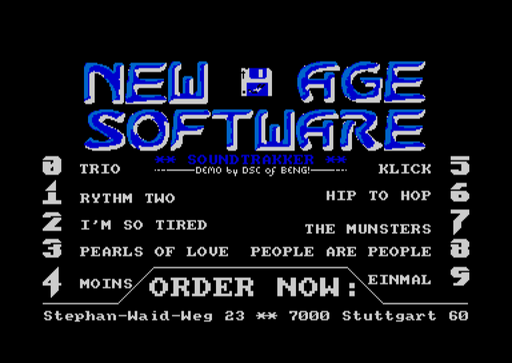 NEW AGE
SOFTWARE
** SOUNDTRAKKER **
DEMO by DSC of BENG!
0 TRIO KLICK 5
1 RYTHM TWO HIP TO HOP 6
2 I'M SO TIRED THE MUNSTERS 7
3 PEARLS OF LOVE PEOPLE ARE PEOPLE 8
4 MOINS EINMAL 9
ORDER NOW:
Stephan-Waid-Weg 23 ** 7000 Stuttgart 60